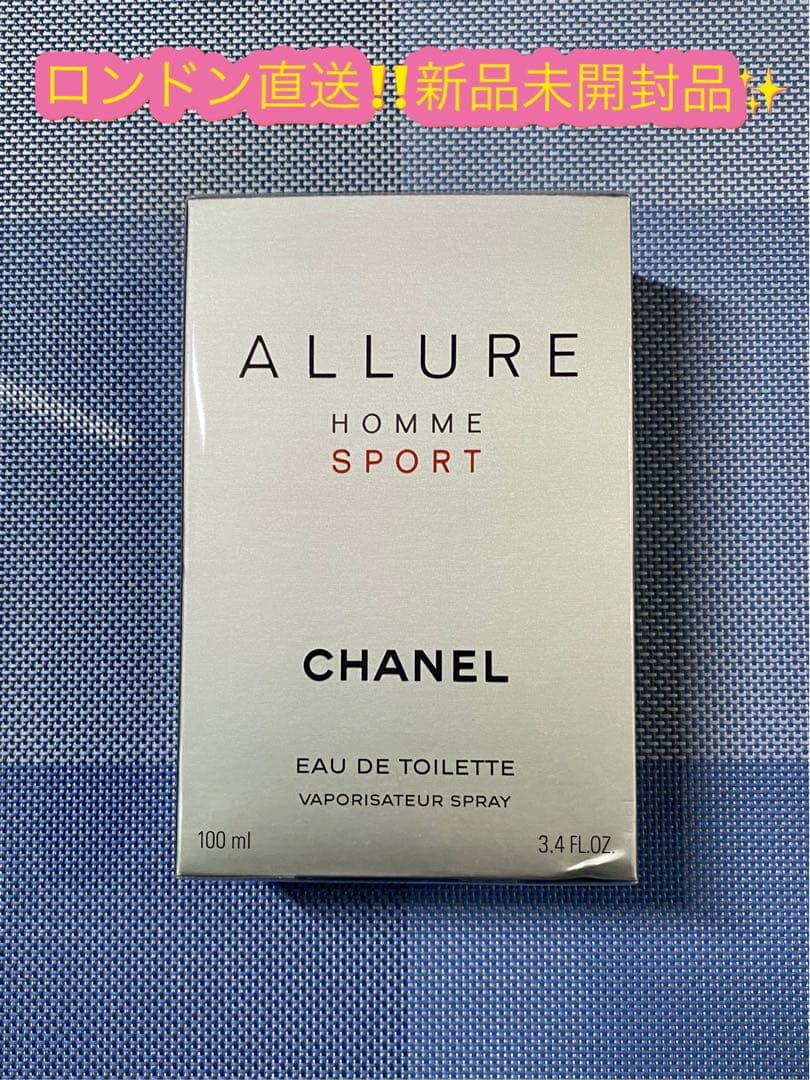 ロンドン直送‼️新品未開封品✨
ALLURE
HOMME
SPORT
CHANEL
EAU DE TOILETTE
VAPORISATEUR SPRAY
100 ml
3.4 FL.OZ.